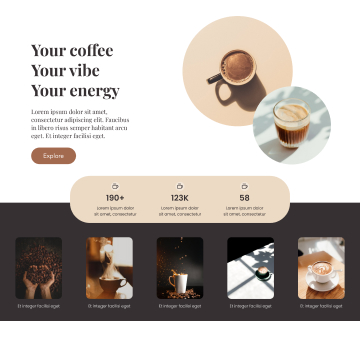 Your coffee
Your vibe
Your energy
Lorem ipsum dolor sit amet,
consectetur adipiscing elit. Faucibus
in libero risus semper habitant arcu
eget. Et integer facilisi eget.
Explore
190+
Lorem ipsum dolor
sit amet, consectetur
123K
Lorem ipsum dolor
sit amet, consectetur
58
Lorem ipsum dolor
sit amet, consectetur
Et integer facilisi eget
Et integer facilisi eget
Et integer facilisi eget
Et integer facilisi eget
Et integer facilisi eget